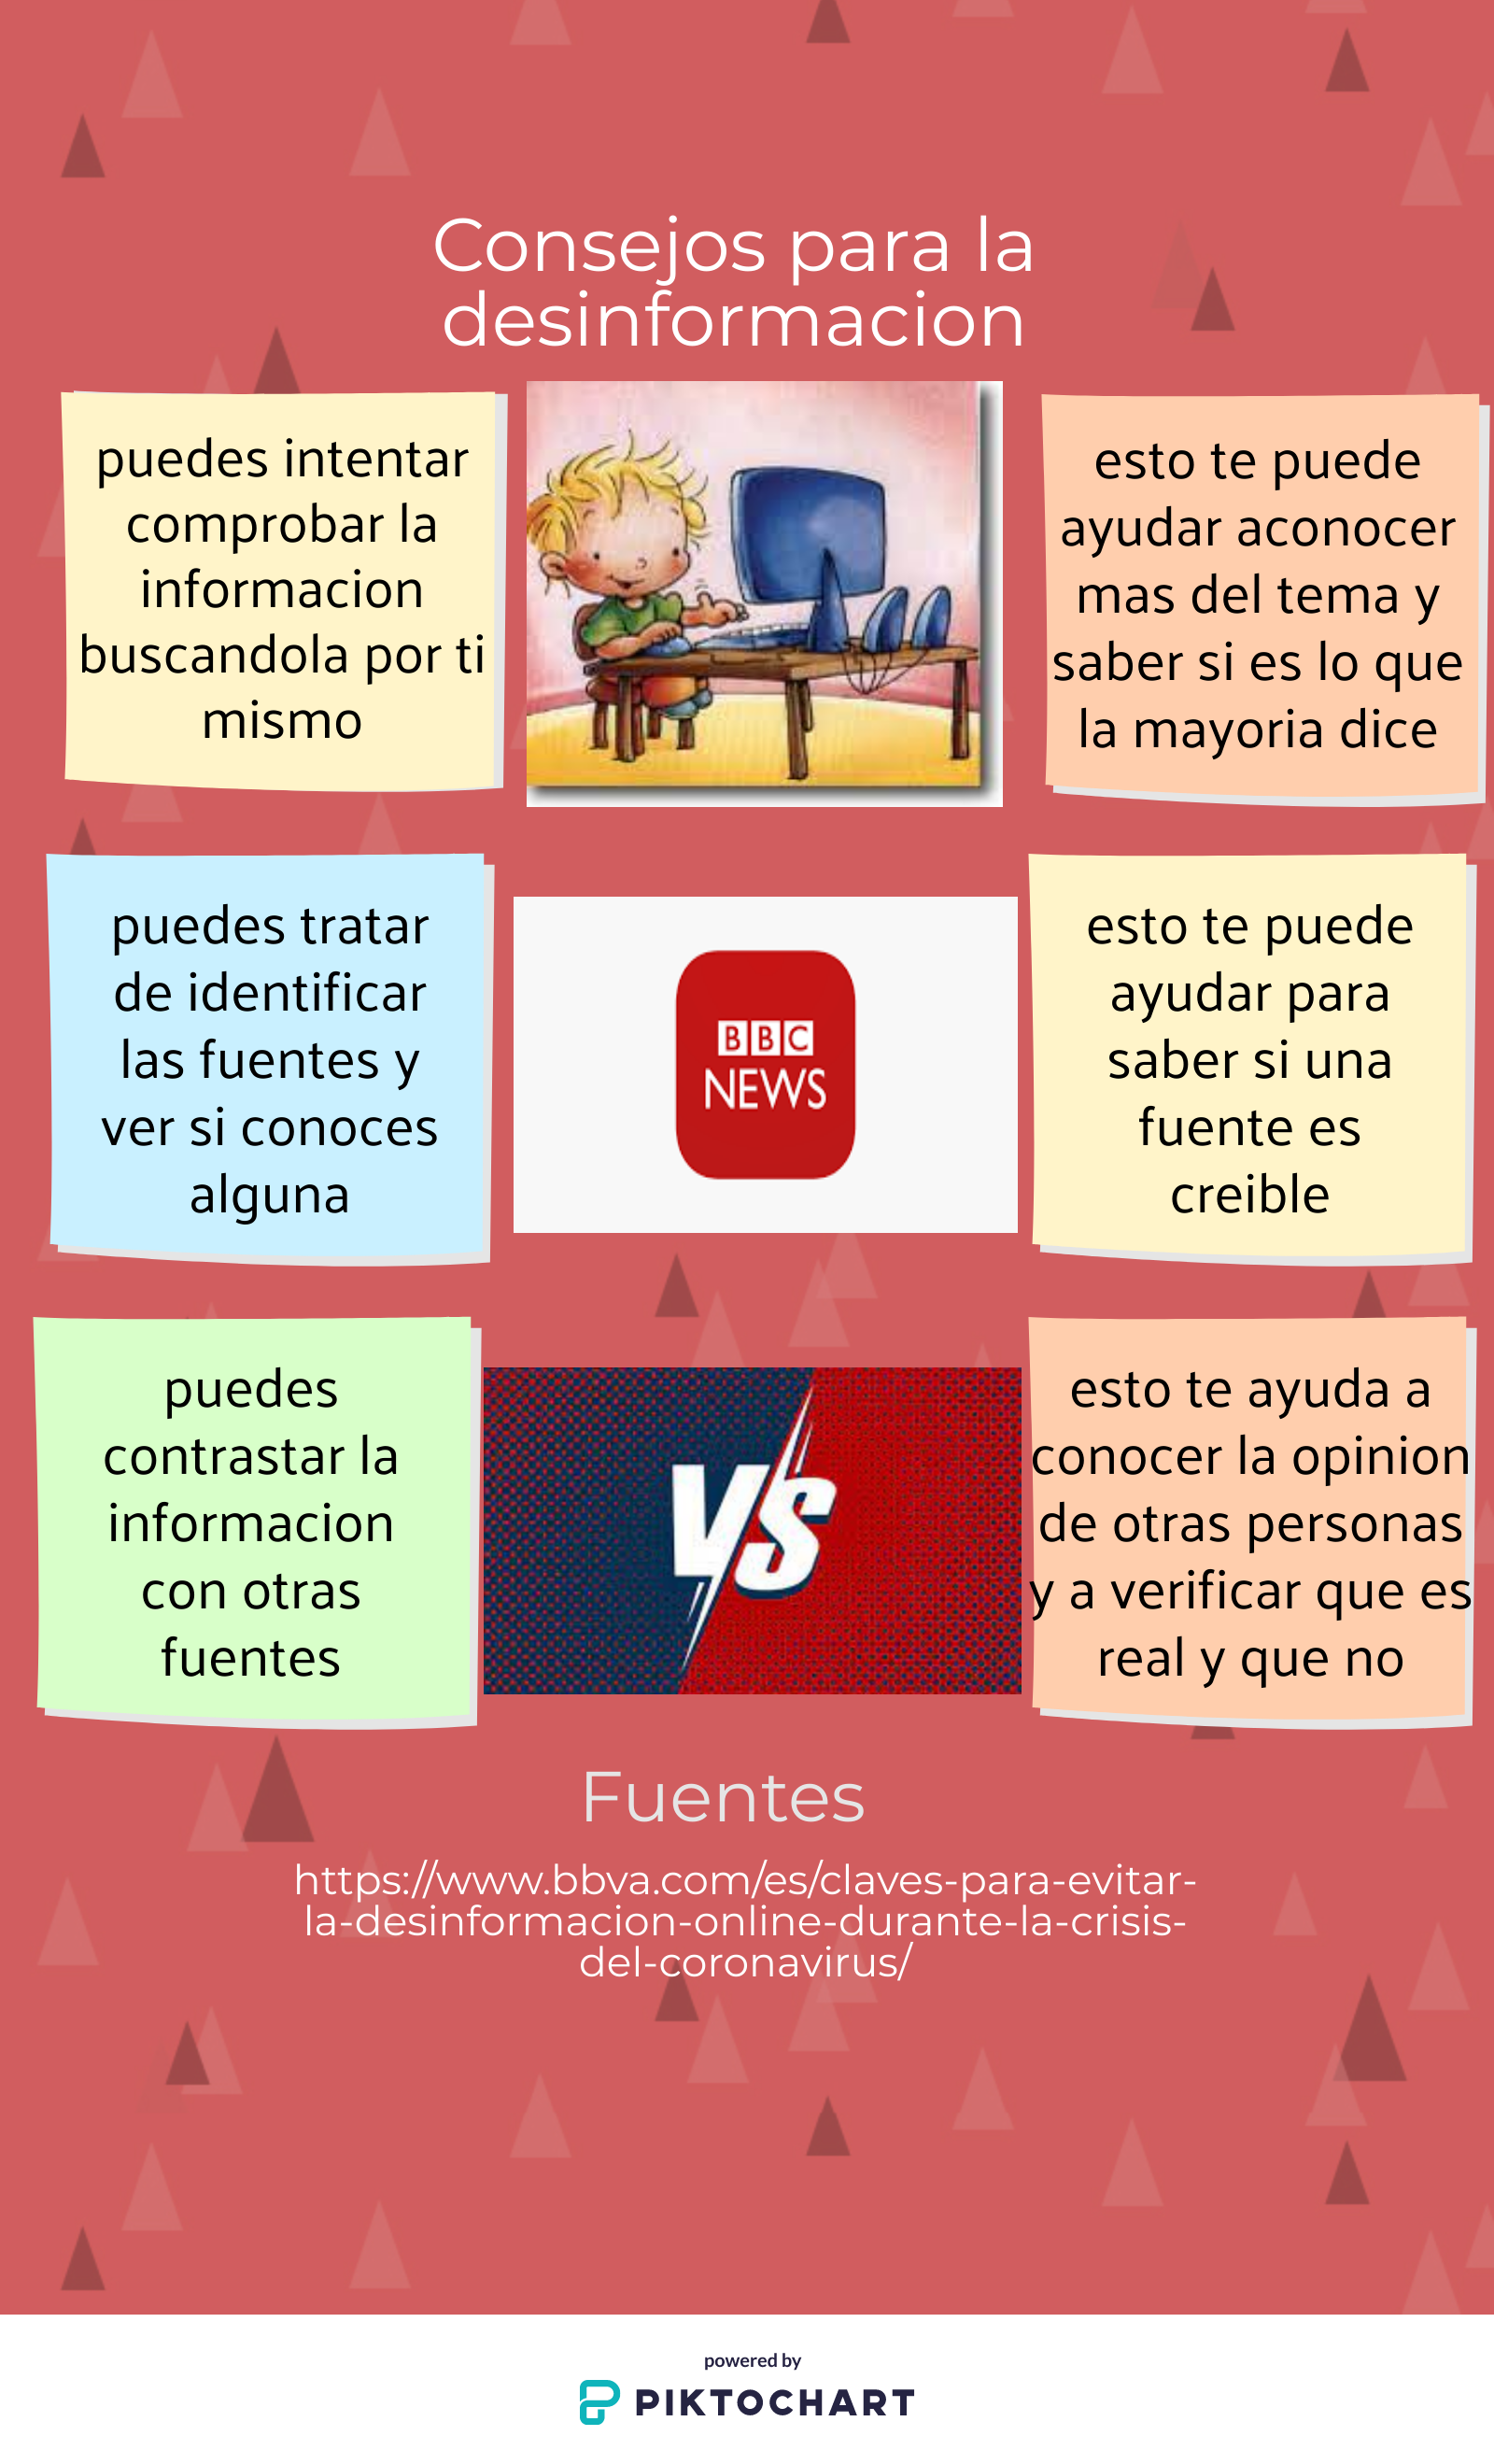 Consejos para la
desinformacion
puedes intentar
comprobar la
informacion
buscandola por ti
mismo
esto te puede
ayudar aconocer
mas del tema y
saber si es lo que
la mayoria dice
puedes tratar
de identificar
las fuentes y
ver si conoces
alguna
BBC
NEWS
esto te puede
ayudar para
saber si una
fuente es
creible
puedes
contrastar la
informacion
con otras
fuentes
VS
esto te ayuda a
conocer la opinion
de otras personas
y a verificar que es
real y que no
Fuentes
https://www.bbva.com/es/claves-para-evitar-
la-desinformacion-online-durante-la-crisis-
del-coronavirus/
powered by
PIKTOCHART